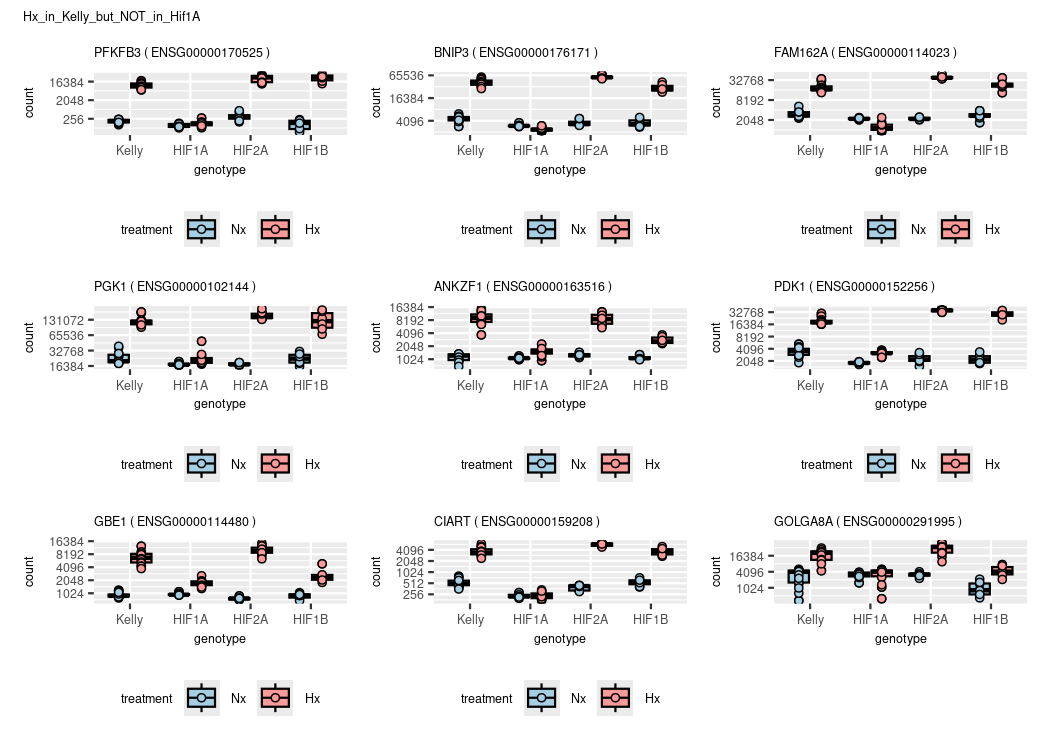 Hx_in_Kelly_but_NOT_in_Hif1A
PFKFB3 ( ENSG00000170525 )
count
16384
2048
256
Kelly HIF1A HIF2A HIF1B
genotype
treatment Nx Hx
BNIP3 ( ENSG00000176171 )
count
65536
16384
4096
Kelly HIF1A HIF2A HIF1B
genotype
treatment Nx Hx
FAM162A ( ENSG00000114023 )
count
32768
8192
2048
Kelly HIF1A HIF2A HIF1B
genotype
treatment Nx Hx
PGK1 ( ENSG00000102144 )
count
131072
65536
32768
16384
Kelly HIF1A HIF2A HIF1B
genotype
treatment Nx Hx
ANKZF1 ( ENSG00000163516 )
count
16384
8192
4096
2048
1024
Kelly HIF1A HIF2A HIF1B
genotype
treatment Nx Hx
PDK1 ( ENSG00000152256 )
count
32768
16384
8192
4096
2048
Kelly HIF1A HIF2A HIF1B
genotype
treatment Nx Hx
GBE1 ( ENSG00000114480 )
count
16384
8192
4096
2048
1024
Kelly HIF1A HIF2A HIF1B
genotype
treatment Nx Hx
CIART ( ENSG00000159208 )
count
4096
2048
1024
512
256
Kelly HIF1A HIF2A HIF1B
genotype
treatment Nx Hx
GOLGA8A ( ENSG00000291995 )
count
16384
4096
1024
Kelly HIF1A HIF2A HIF1B
genotype